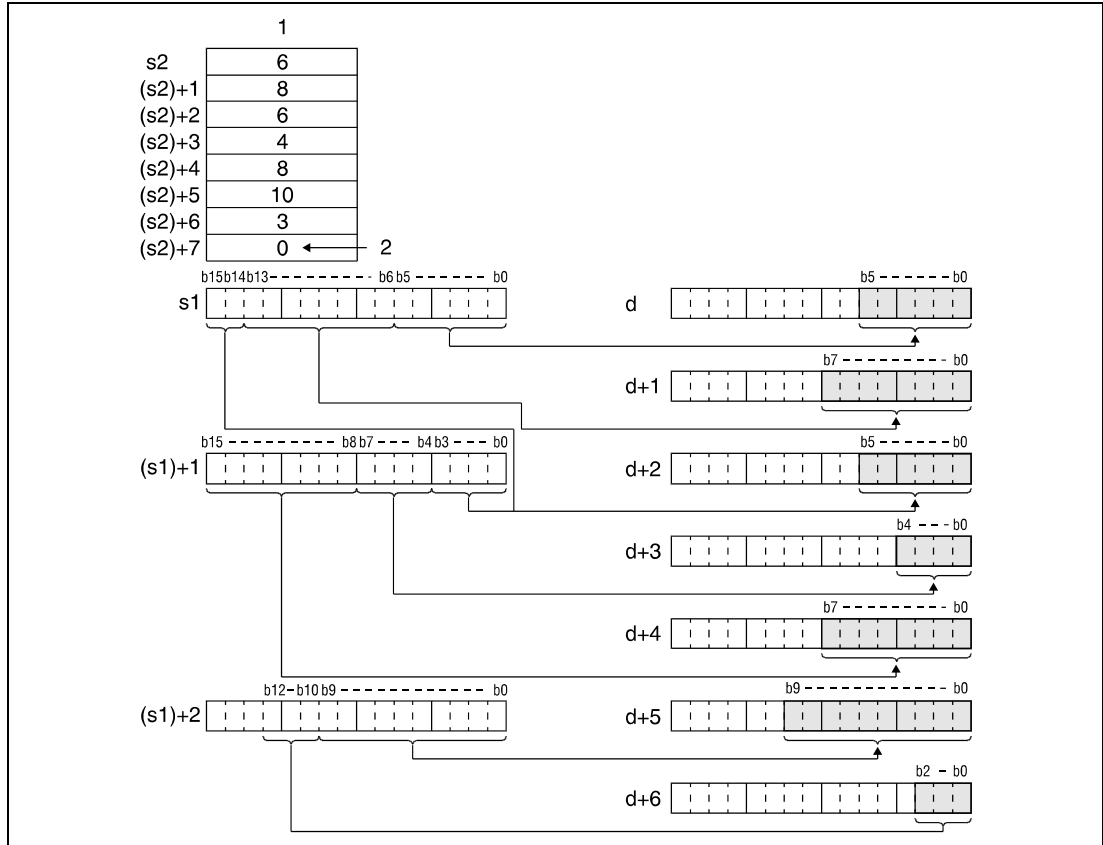 1
s2 6
(s2)+1 8
(s2)+2 6
(s2)+3 4
(s2)+4 8
(s2)+5 10
(s2)+6 3
(s2)+7 0 2
b15 b14 b13 b6 b5 b0
s1
b5 b0
d
b7 b0
d+1
b15 b8 b7 b4 b3 b0
(s1)+1
b5 b0
d+2
b4 b0
d+3
b7 b0
d+4
b12 b10 b9 b0
(s1)+2
b9 b0
d+5
b2 b0
d+6